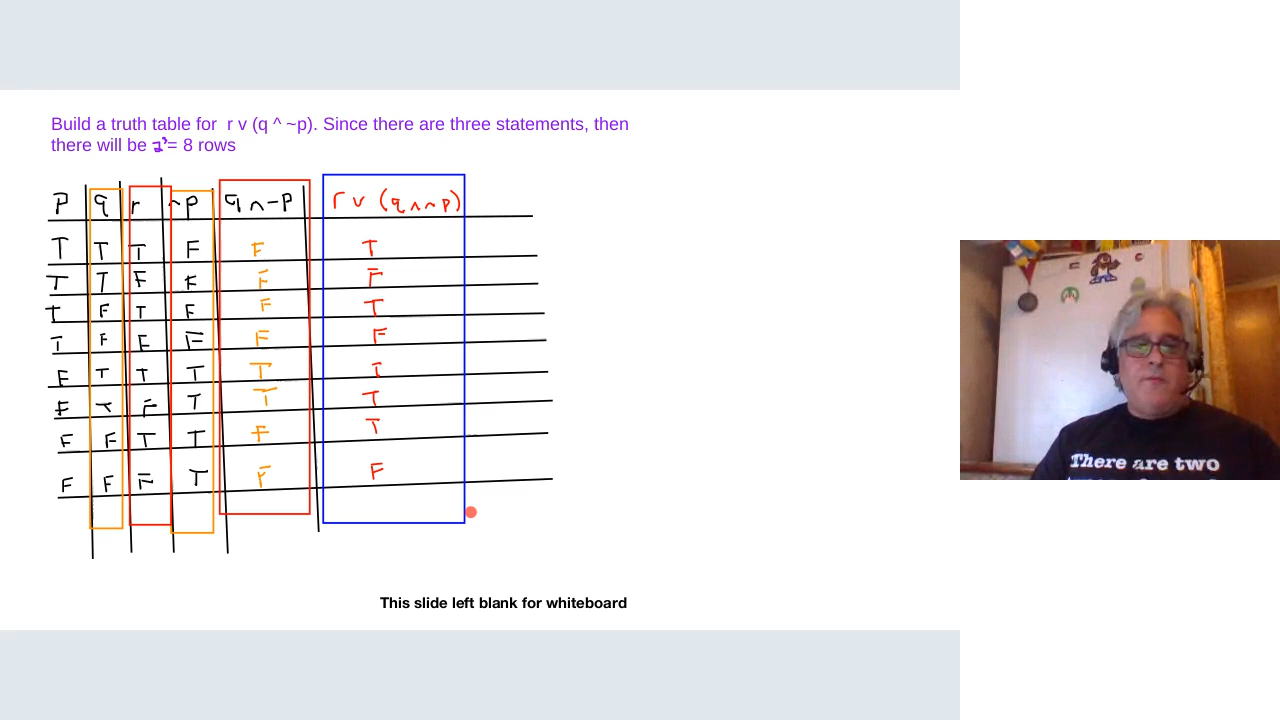 Build a truth table for r v (q ^ ~p). Since there are three statements, then
there will be 2³= 8 rows
P q r ~p q ∧ ~P r ∨ (q ∧ ~p)
T T T F F T
T T F F F F
T F T F F T
T F F F F F
F T T T T T
F T F T T T
F F T T F T
F F F T F F
This slide left blank for whiteboard
There are two